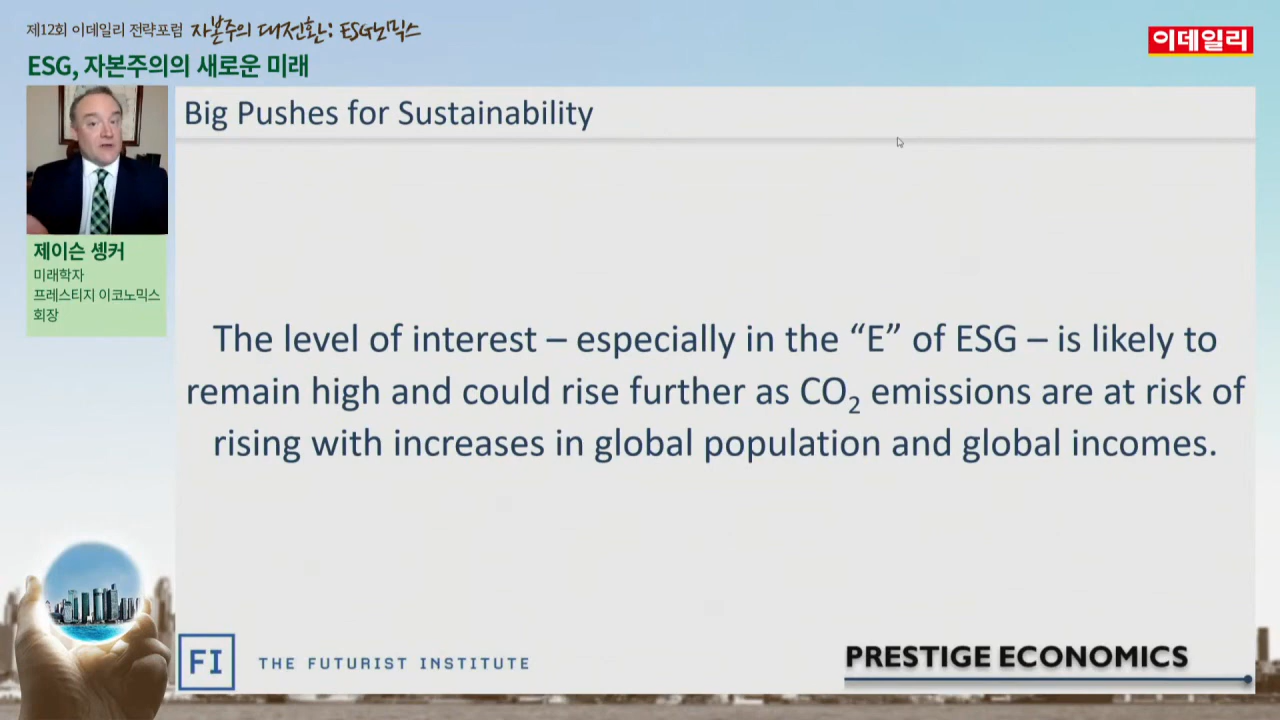 제12회 이데일리 전략포럼 자본주의 대전환: ESG노믹스
이데일리
ESG, 자본주의의 새로운 미래
Big Pushes for Sustainability
제이슨 솅커
미래학자
프레스티지 이코노믹스
회장
The level of interest – especially in the “E” of ESG – is likely to
remain high and could rise further as CO₂ emissions are at risk of
rising with increases in global population and global incomes.
FI THE FUTURIST INSTITUTE
PRESTIGE ECONOMICS